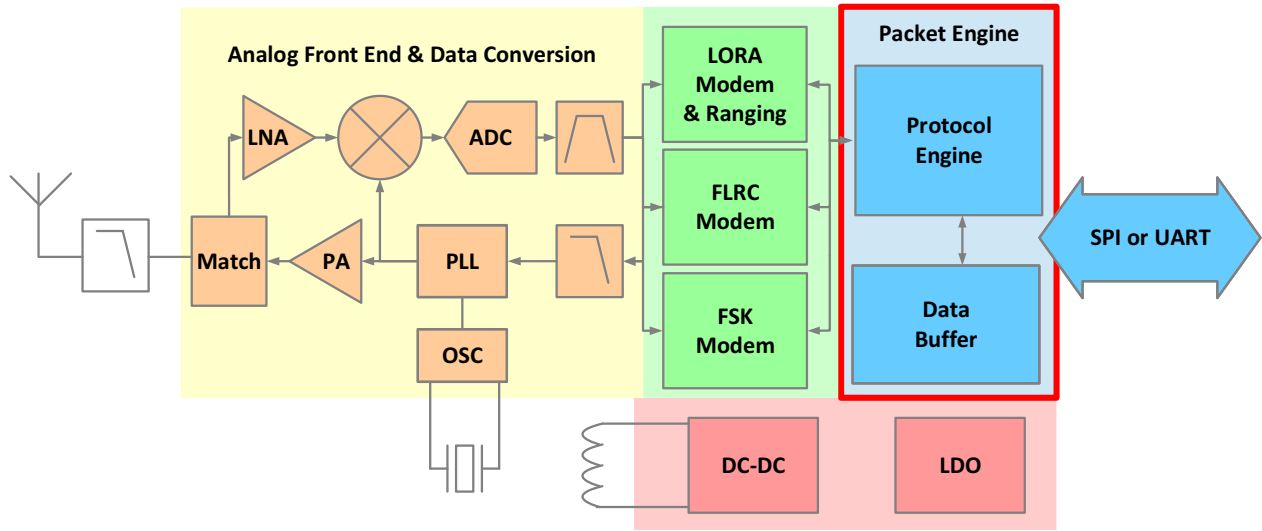 Analog Front End & Data Conversion
LNA
ADC
Match
PA
PLL
OSC
LORA
Modem
& Ranging
FLRC
Modem
FSK
Modem
Packet Engine
Protocol
Engine
Data
Buffer
SPI or UART
DC-DC
LDO